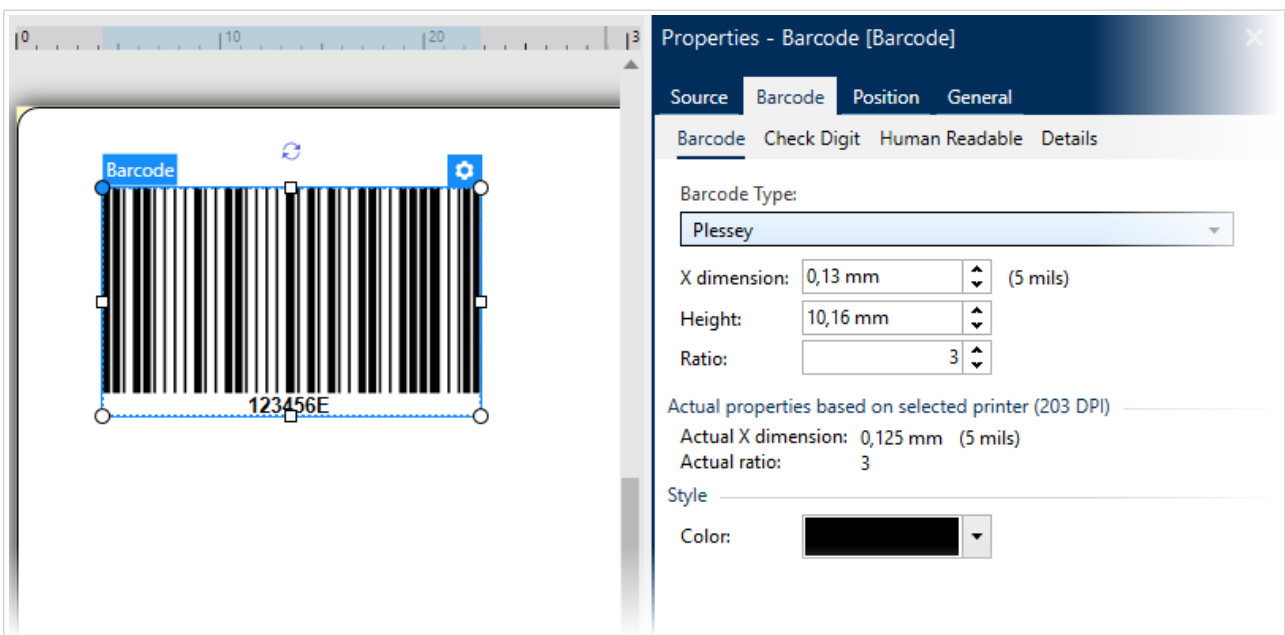 0 10 20 3
Barcode
123456E
Properties - Barcode [Barcode]
Source Barcode Position General
Barcode Check Digit Human Readable Details
Barcode Type:
Plessey
X dimension: 0,13 mm (5 mils)
Height: 10,16 mm
Ratio: 3
Actual properties based on selected printer (203 DPI)
Actual X dimension: 0,125 mm (5 mils)
Actual ratio: 3
Style
Color: